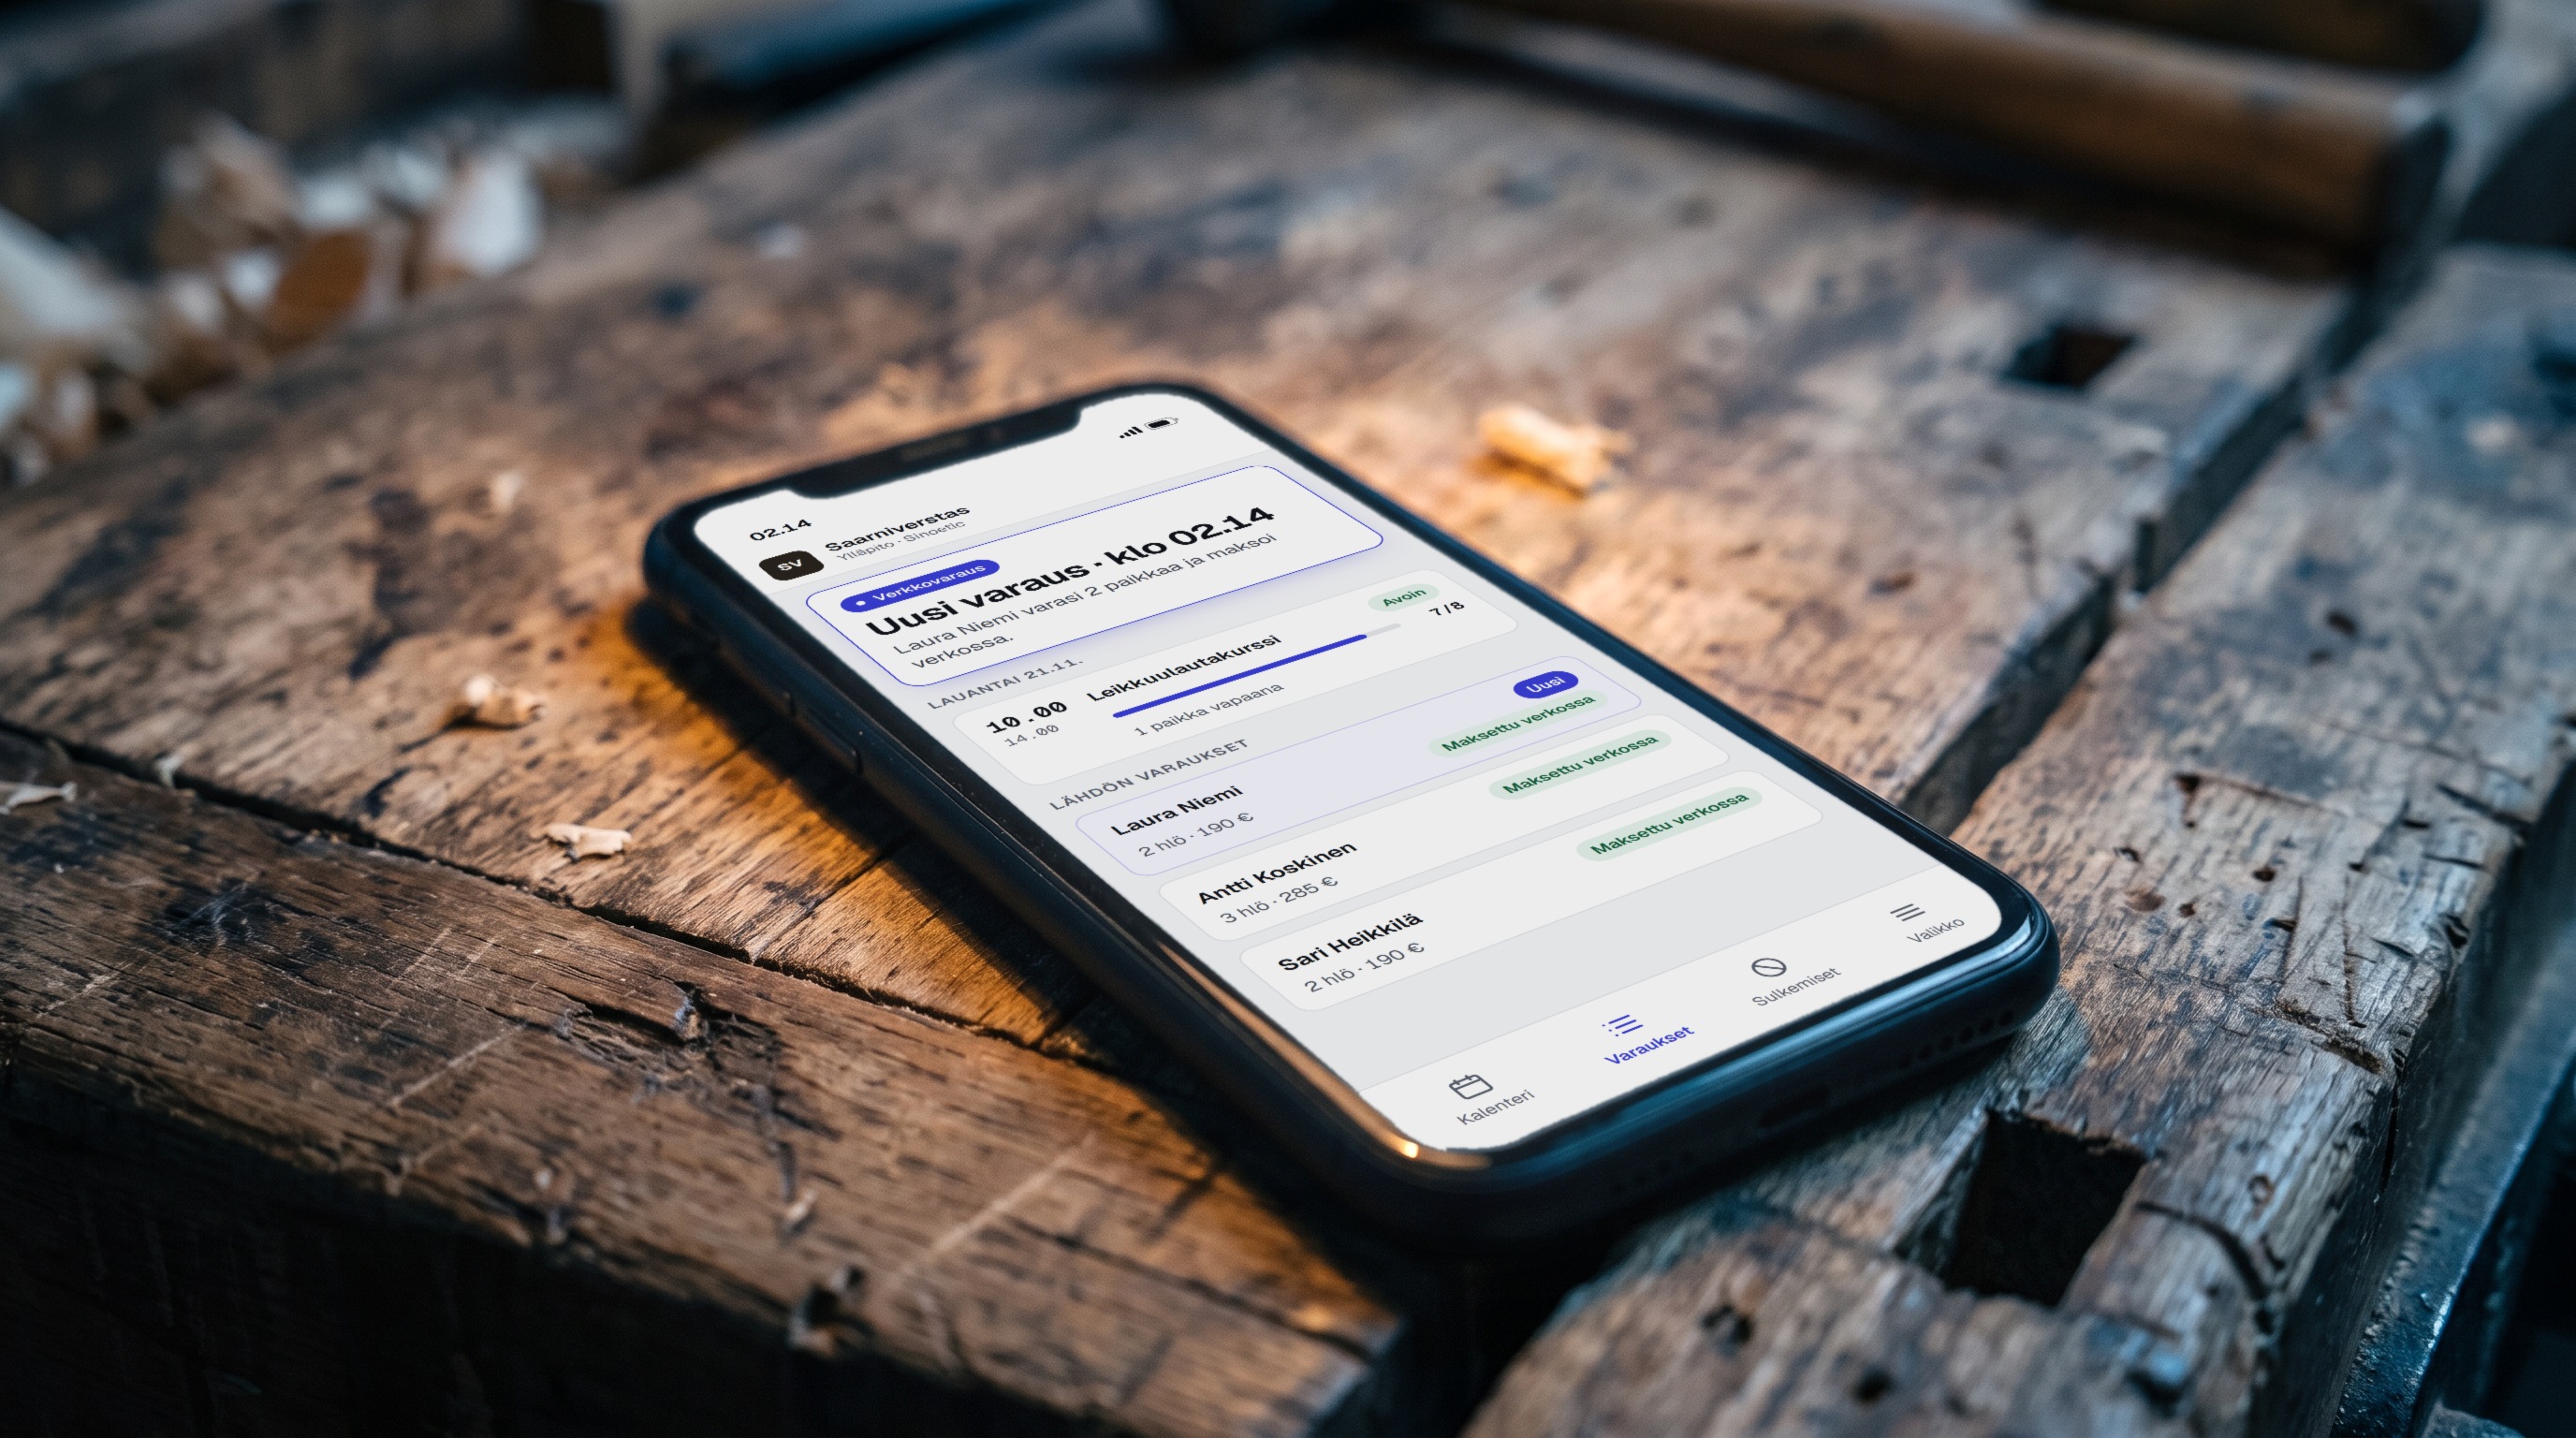 02.14
SV
Saarniverstas
Ylläpito · Sinoetic
Verkkovaraus
Uusi varaus · klo 02.14
Laura Niemi varasi 2 paikkaa ja maksoi
verkossa.
LAUANTAI 21.11.
10.00
14.00
Leikkuulautakurssi
Avoin
7/8
1 paikka vapaana
LÄHDÖN VARAUKSET
Laura Niemi
2 hlö · 190 €
Uusi
Maksettu verkossa
Antti Koskinen
3 hlö · 285 €
Maksettu verkossa
Sari Heikkilä
2 hlö · 190 €
Maksettu verkossa
Kalenteri
Varaukset
Sulkemiset
Valikko